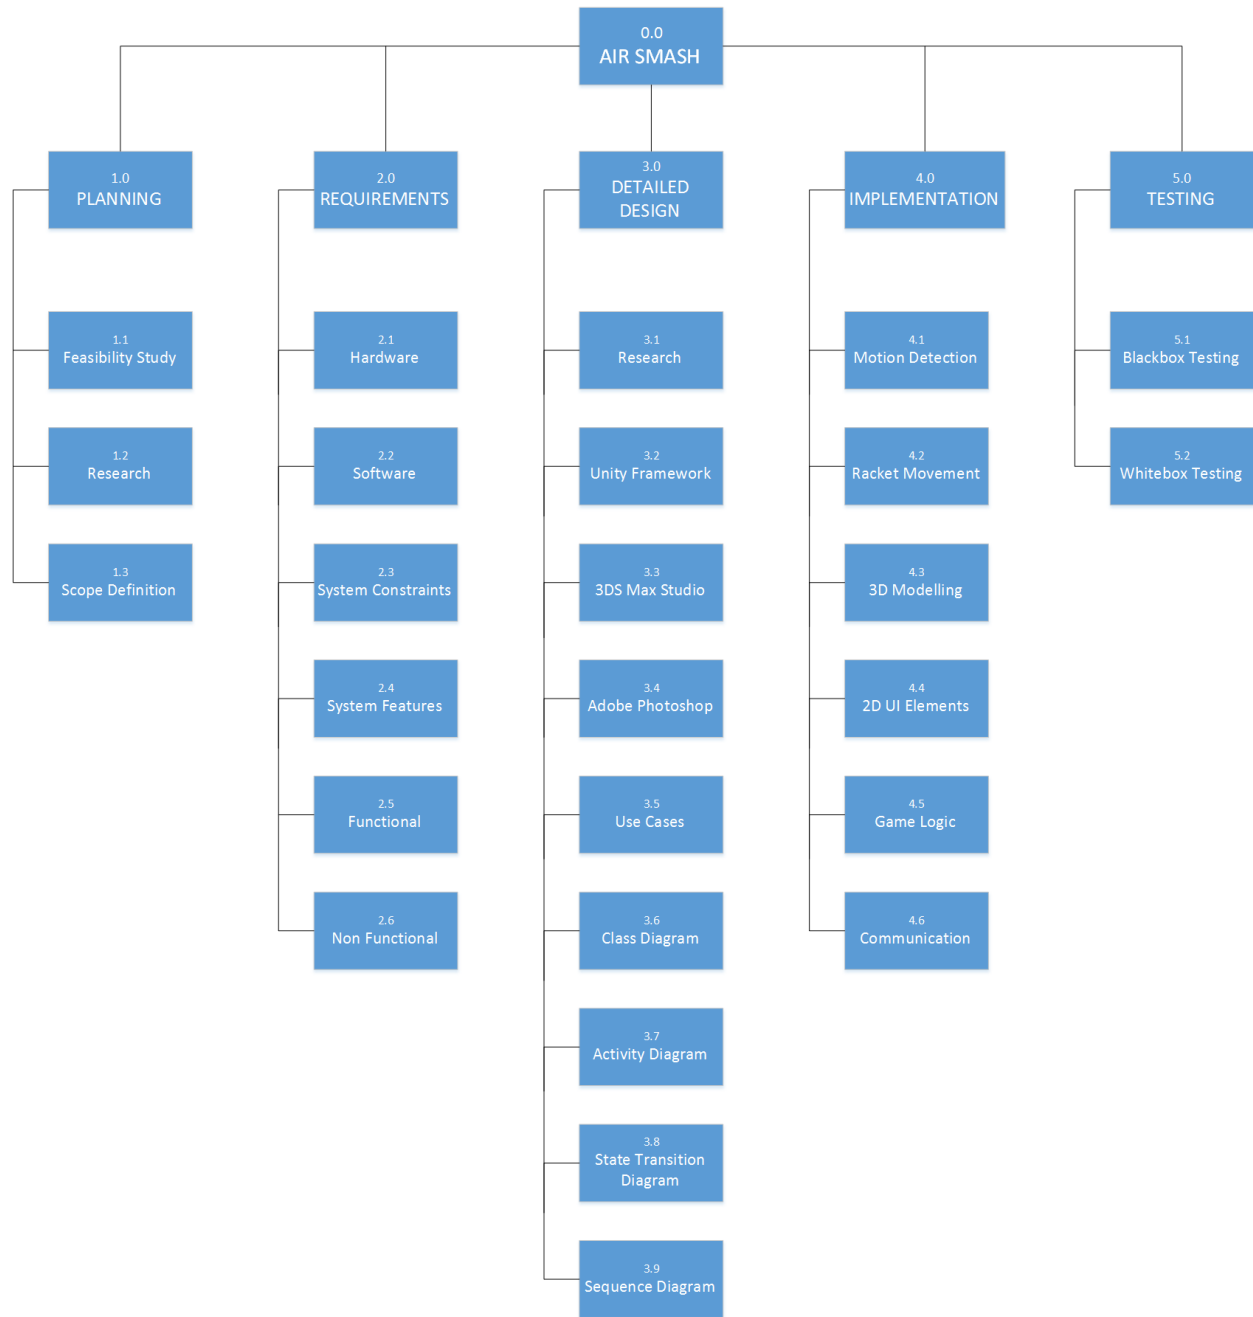 0.0
AIR SMASH
1.0
PLANNING
2.0
REQUIREMENTS
3.0
DETAILED
DESIGN
4.0
IMPLEMENTATION
5.0
TESTING
1.1
Feasibility Study
1.2
Research
1.3
Scope Definition
2.1
Hardware
2.2
Software
2.3
System Constraints
2.4
System Features
2.5
Functional
2.6
Non Functional
3.1
Research
3.2
Unity Framework
3.3
3DS Max Studio
3.4
Adobe Photoshop
3.5
Use Cases
3.6
Class Diagram
3.7
Activity Diagram
3.8
State Transition
Diagram
3.9
Sequence Diagram
4.1
Motion Detection
4.2
Racket Movement
4.3
3D Modelling
4.4
2D UI Elements
4.5
Game Logic
4.6
Communication
5.1
Blackbox Testing
5.2
Whitebox Testing